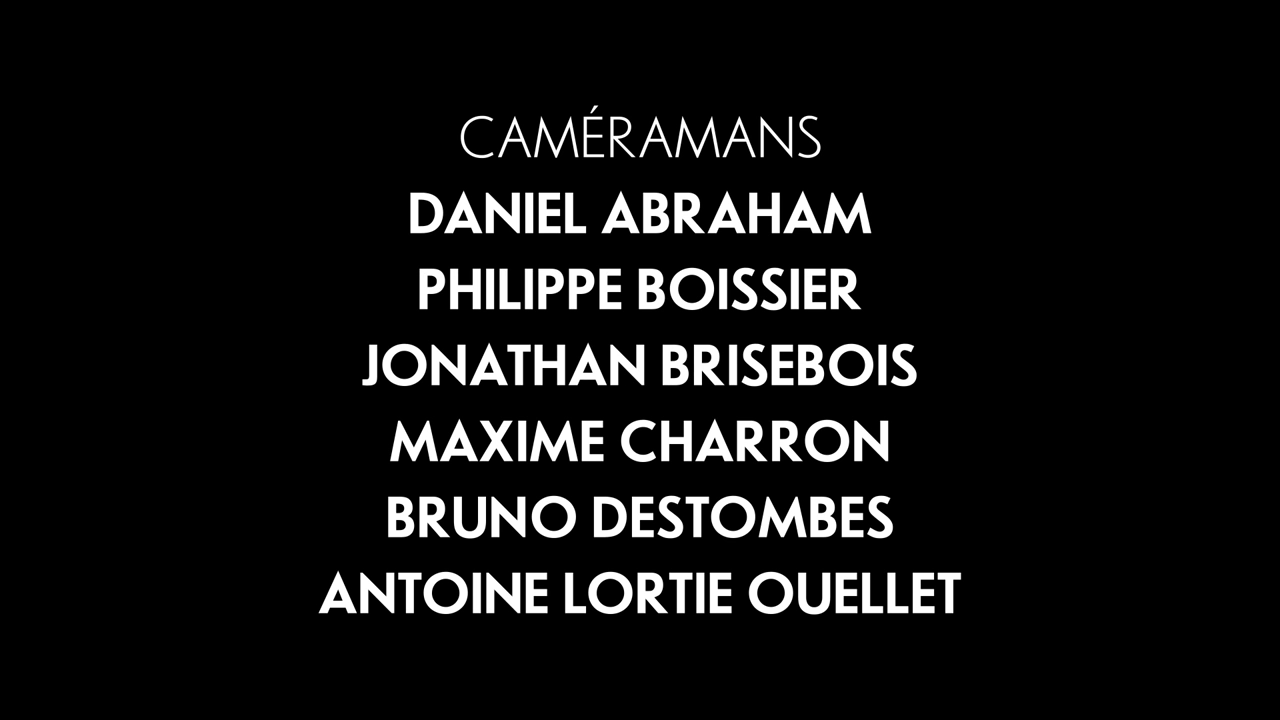 CAMÉRAMANS
DANIEL ABRAHAM
PHILIPPE BOISSIER
JONATHAN BRISEBOIS
MAXIME CHARRON
BRUNO DESTOMBES
ANTOINE LORTIE OUELLET